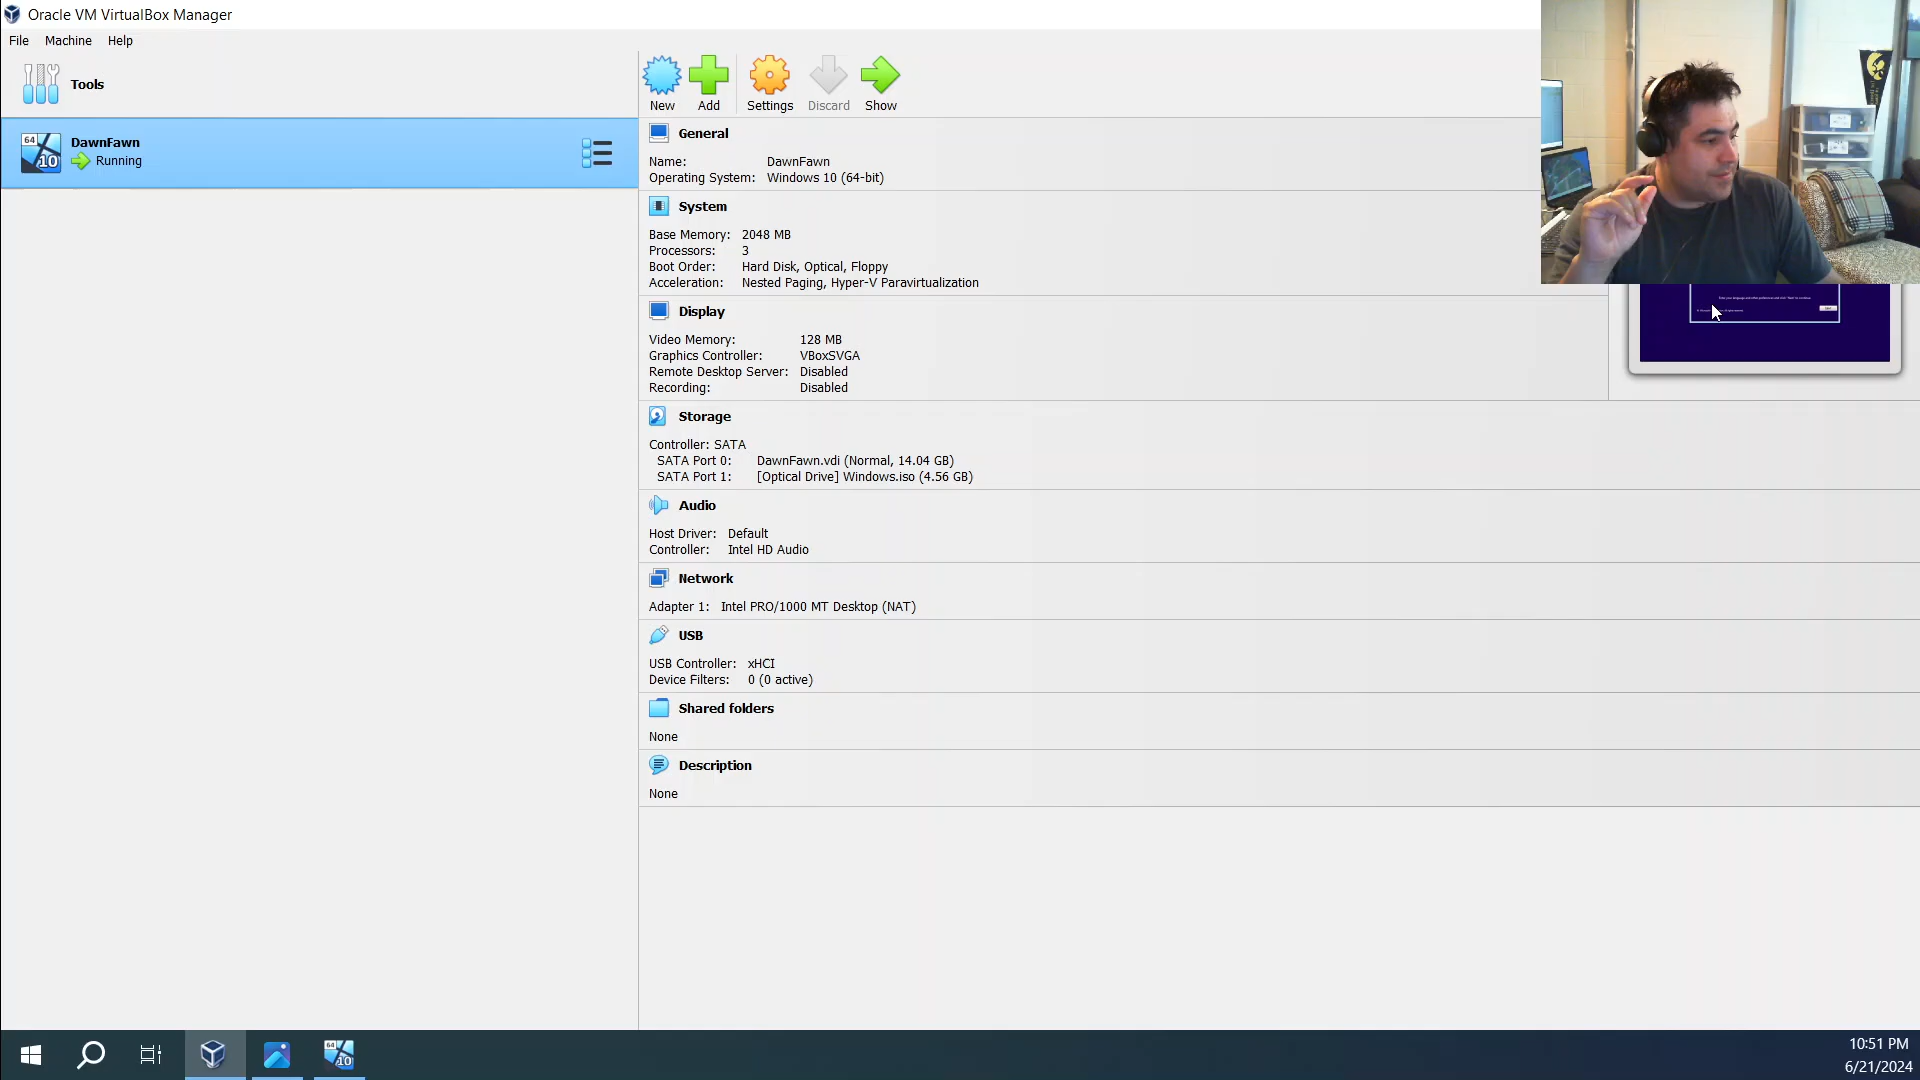 Oracle VM VirtualBox Manager
File Machine Help
Tools
New Add Settings Discard Show
64
10
DawnFawn
Running
General
Name: DawnFawn
Operating System: Windows 10 (64-bit)
System
Base Memory: 2048 MB
Processors: 3
Boot Order: Hard Disk, Optical, Floppy
Acceleration: Nested Paging, Hyper-V Paravirtualization
Display
Video Memory: 128 MB
Graphics Controller: VBoxSVGA
Remote Desktop Server: Disabled
Recording: Disabled
Storage
Controller: SATA
SATA Port 0: DawnFawn.vdi (Normal, 14.04 GB)
SATA Port 1: [Optical Drive] Windows.iso (4.56 GB)
Audio
Host Driver: Default
Controller: Intel HD Audio
Network
Adapter 1: Intel PRO/1000 MT Desktop (NAT)
USB
USB Controller: xHCI
Device Filters: 0 (0 active)
Shared folders
None
Description
None
64
10
10:51 PM
6/21/2024